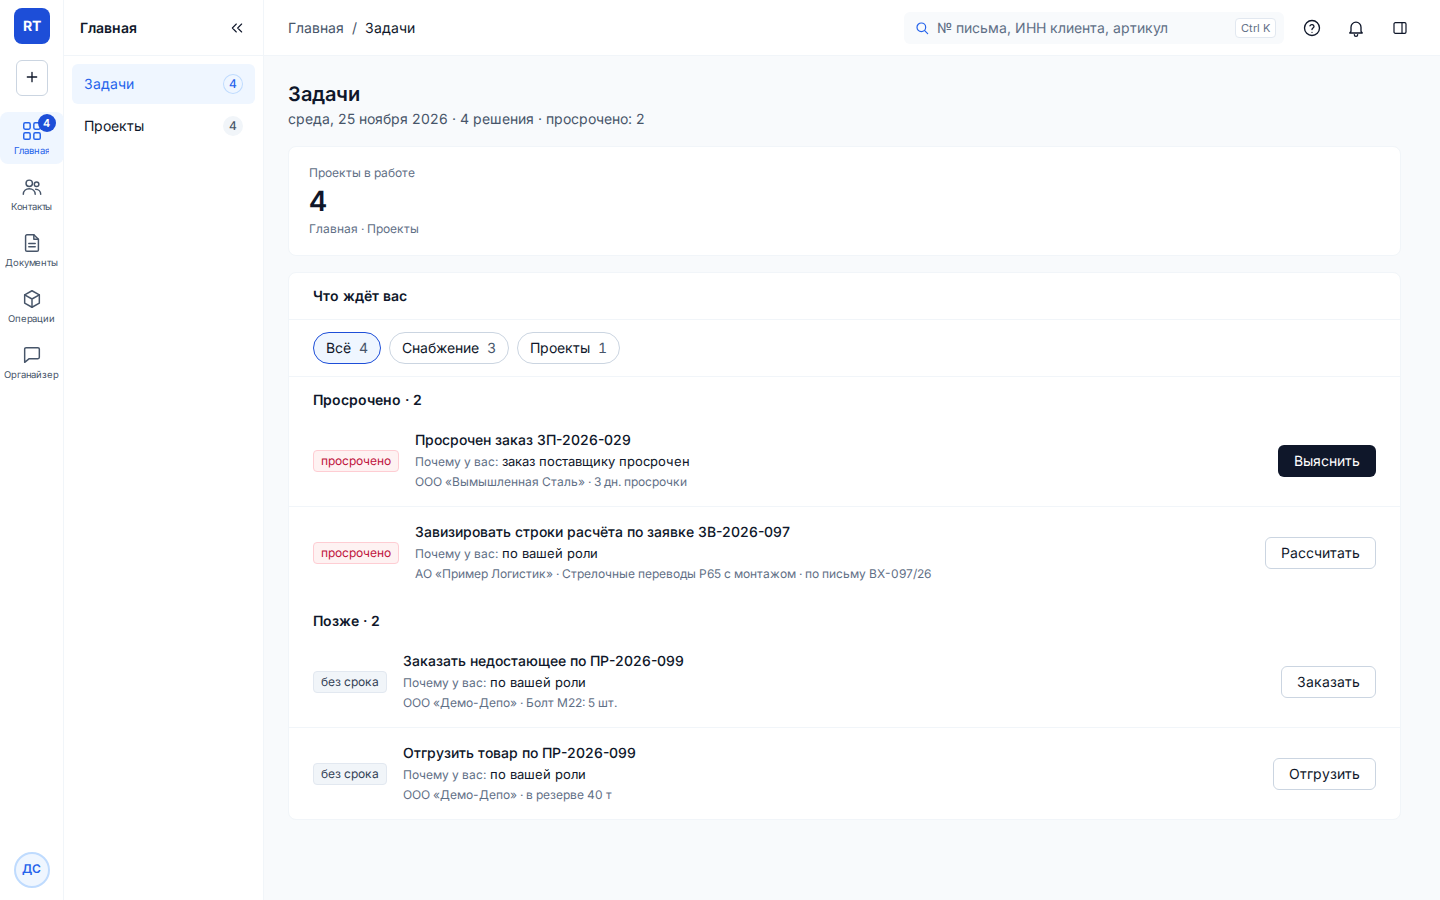 RT
Главная
Главная / Задачи
№ письма, ИНН клиента, артикул
Ctrl K
4
Главная
Контакты
Документы
Операции
Органайзер
ДС
Задачи 4
Проекты 4
Задачи
среда, 25 ноября 2026 · 4 решения · просрочено: 2
Проекты в работе
4
Главная · Проекты
Что ждёт вас
Всё 4
Снабжение 3
Проекты 1
Просрочено · 2
просрочено
Просрочен заказ ЗП-2026-029
Почему у вас: заказ поставщику просрочен
ООО «Вымышленная Сталь» · 3 дн. просрочки
Выяснить
просрочено
Завизировать строки расчёта по заявке ЗВ-2026-097
Почему у вас: по вашей роли
АО «Пример Логистик» · Стрелочные переводы Р65 с монтажом · по письму ВХ-097/26
Рассчитать
Позже · 2
без срока
Заказать недостающее по ПР-2026-099
Почему у вас: по вашей роли
ООО «Демо-Депо» · Болт М22: 5 шт.
Заказать
без срока
Отгрузить товар по ПР-2026-099
Почему у вас: по вашей роли
ООО «Демо-Депо» · в резерве 40 т
Отгрузить